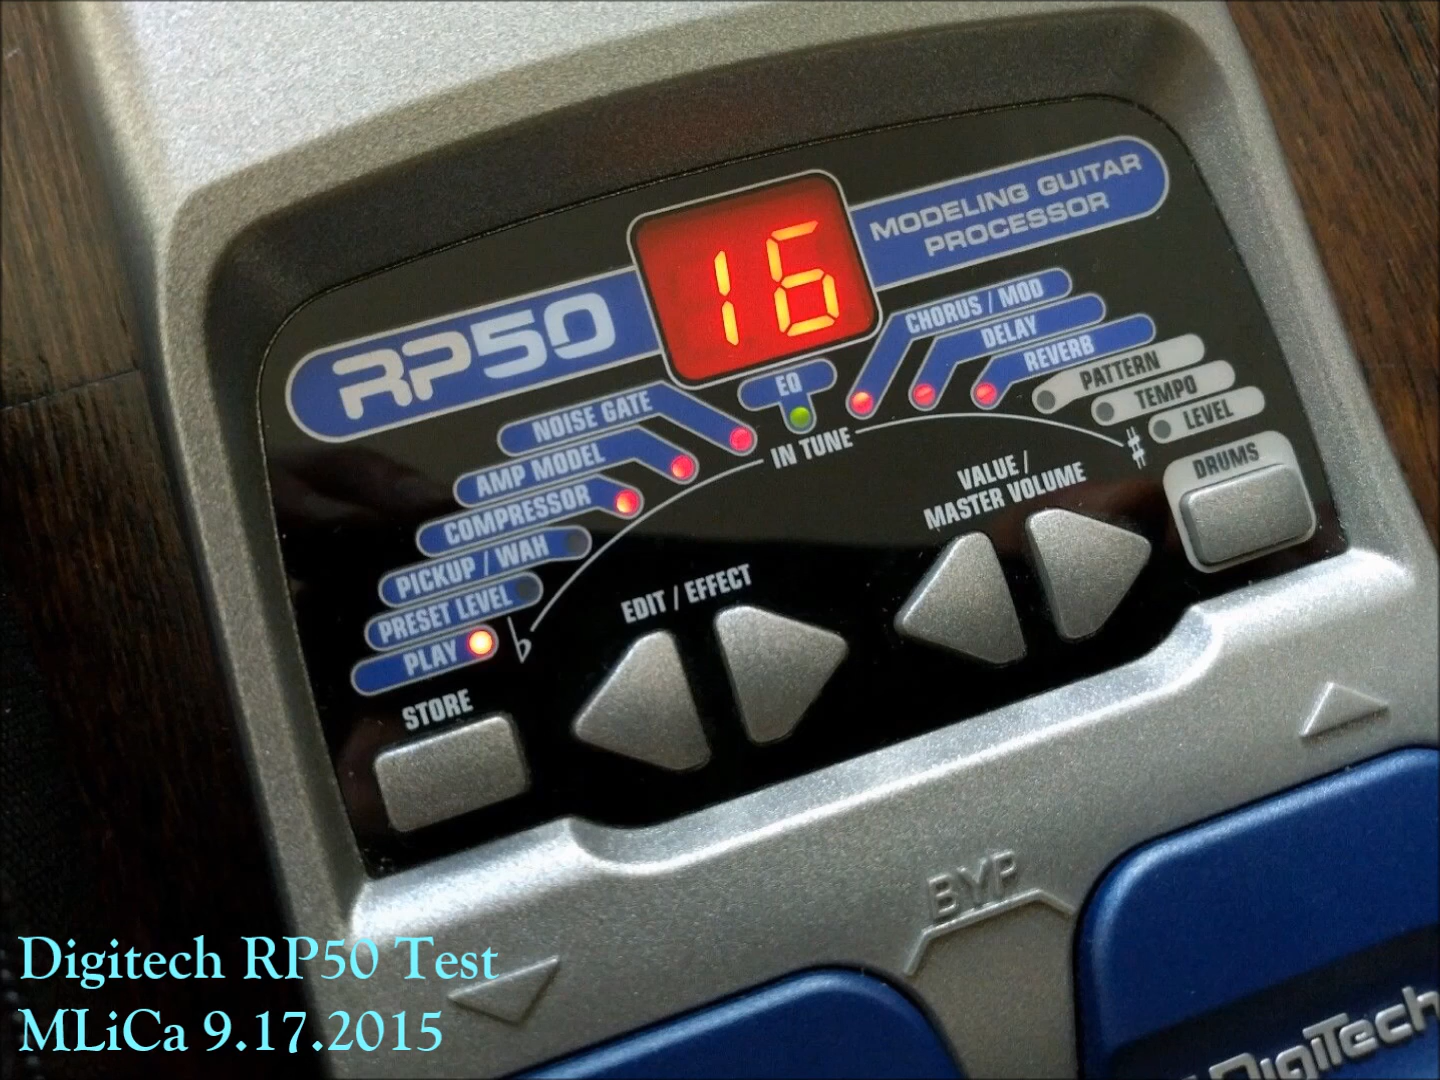 MODELING GUITAR
PROCESSOR
16
RP50
CHORUS / MOD
DELAY
REVERB
PATTERN
TEMPO
LEVEL
DRUMS
EQ
IN TUNE
NOISE GATE
AMP MODEL
COMPRESSOR
PICKUP / WAH
PRESET LEVEL
PLAY
♭
♯
VALUE /
MASTER VOLUME
EDIT / EFFECT
STORE
BYP
Digitech RP50 Test
MLiCa 9.17.2015
DigiTech